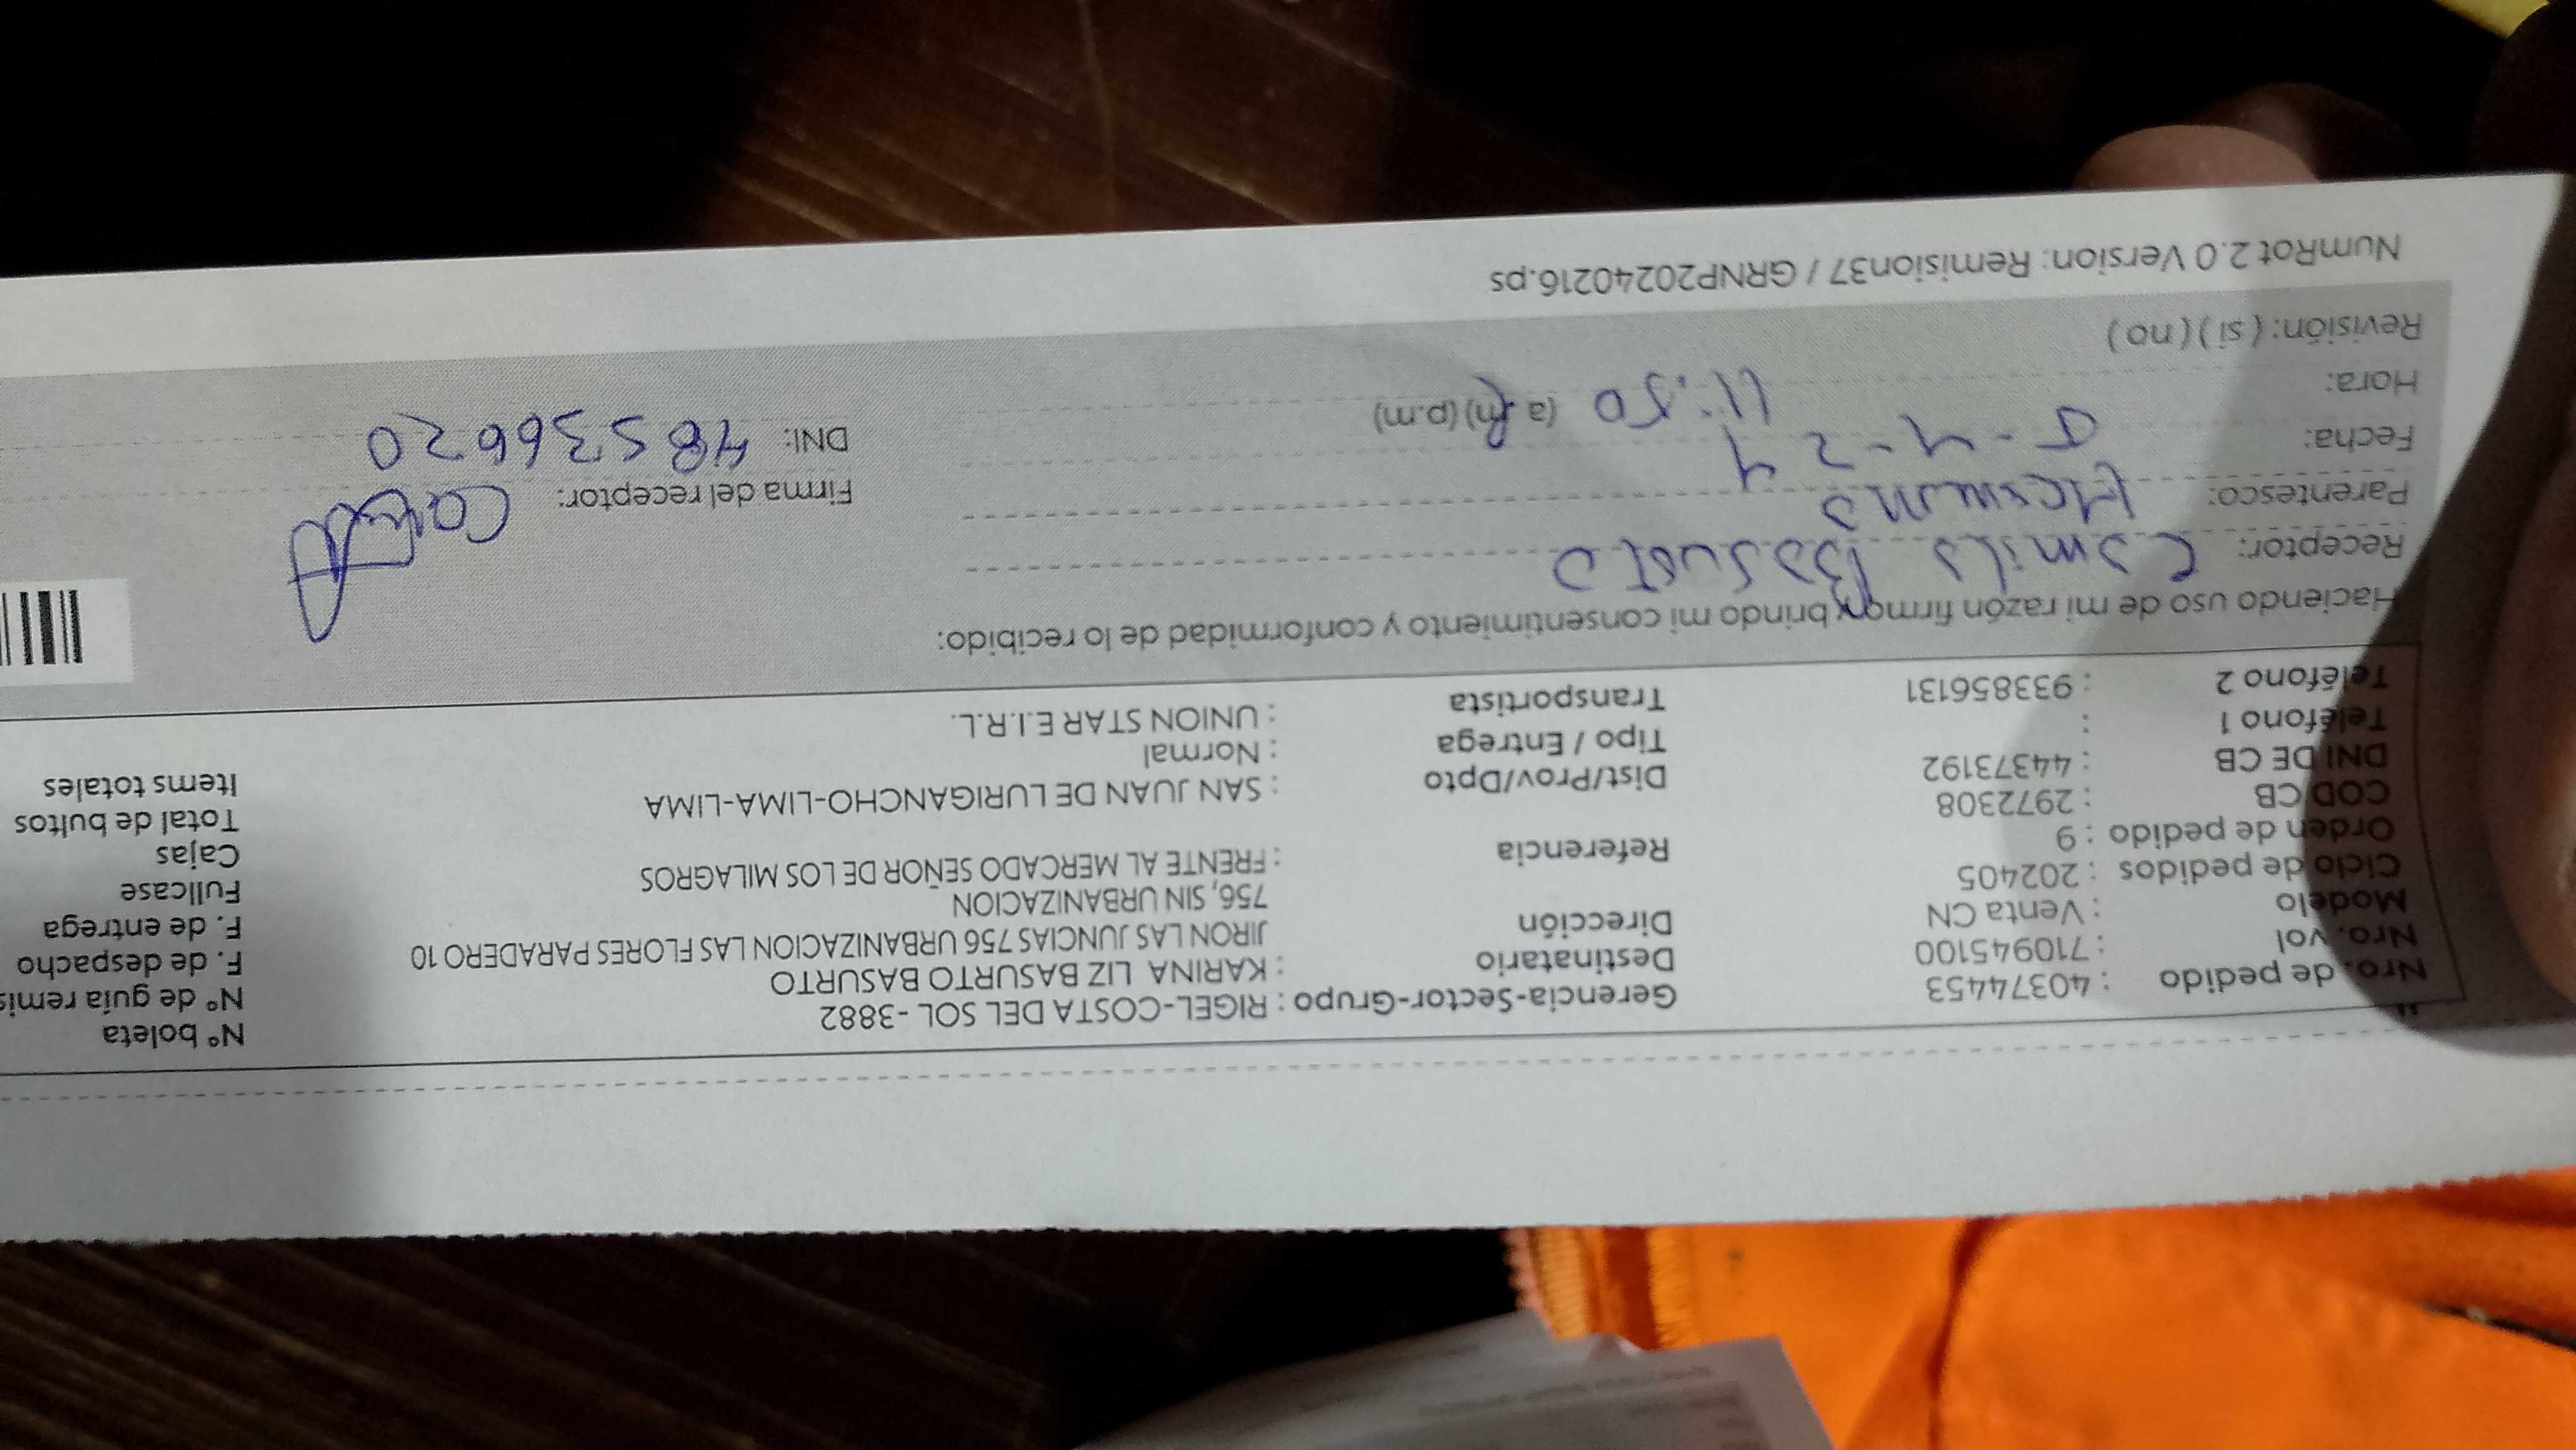 Nro. de pedido : 40374453 Gerencia-Sector-Grupo : RIGEL-COSTA DEL SOL -3882 Nº boleta
Nro. vol : 710945100 Destinatario : KARINA LIZ BASURTO BASURTO Nº de guía remis
Modelo : Venta CN Dirección JIRON LAS JUNCIAS 756 URBANIZACION LAS FLORES PARADERO 10 F. de despacho
756, SIN URBANIZACION F. de entrega
Ciclo de pedidos : 202405 Referencia : FRENTE AL MERCADO SEÑOR DE LOS MILAGROS Fullcase
Orden de pedido : 9 Cajas
COD CB : 2972308 Dist/Prov/Dpto : SAN JUAN DE LURIGANCHO-LIMA-LIMA Total de bultos
DNI DE CB : 44373192 Tipo / Entrega : Normal Items totales
Teléfono 1 : Transportista : UNION STAR E.I.R.L.
Teléfono 2 : 933856131
Haciendo uso de mi razón firmo y brindo mi consentimiento y conformidad de lo recibido:
Receptor: Camila Basurto
Parentesco: Hermana Firma del receptor:
Fecha: -4-24 DNI: 48536620
Hora: 11:50 (a.m) (p.m)
Revisión: (si) (no)
NumRot 2.0 Version: Remision37 / GRNP20240216.ps